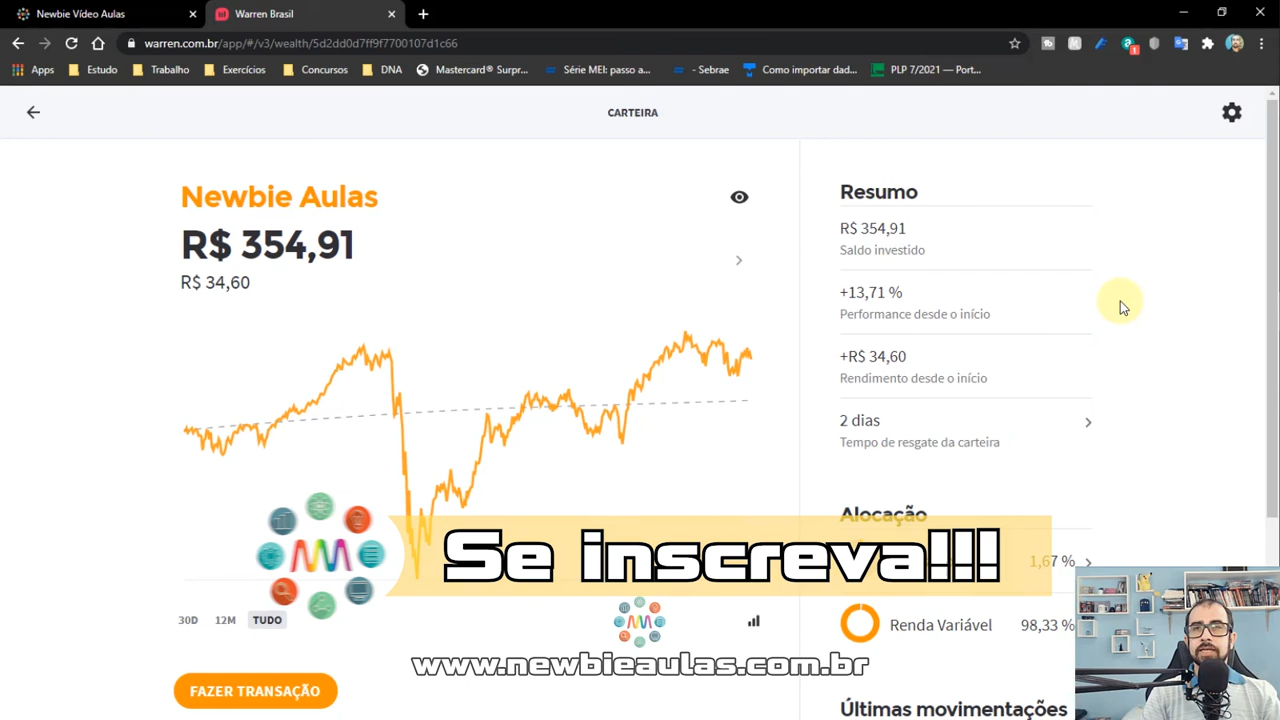 Newbie Vídeo Aulas
Warren Brasil
warren.com.br/app/#/v3/wealth/5d2dd0d7ff9f7700107d1c66
Apps
Estudo
Trabalho
Exercícios
Concursos
DNA
Mastercard® Surpr...
Série MEI: passo a...
- Sebrae
Como importar dad...
PLP 7/2021 — Port...
CARTEIRA
Newbie Aulas
R$ 354,91
R$ 34,60
Resumo
R$ 354,91
Saldo investido
+13,71 %
Performance desde o início
+R$ 34,60
Rendimento desde o início
2 dias
Tempo de resgate da carteira
Alocação
1,67 %
Se inscreva!!!
30D
12M
TUDO
Renda Variável
98,33 %
www.newbieaulas.com.br
FAZER TRANSAÇÃO
Últimas movimentações